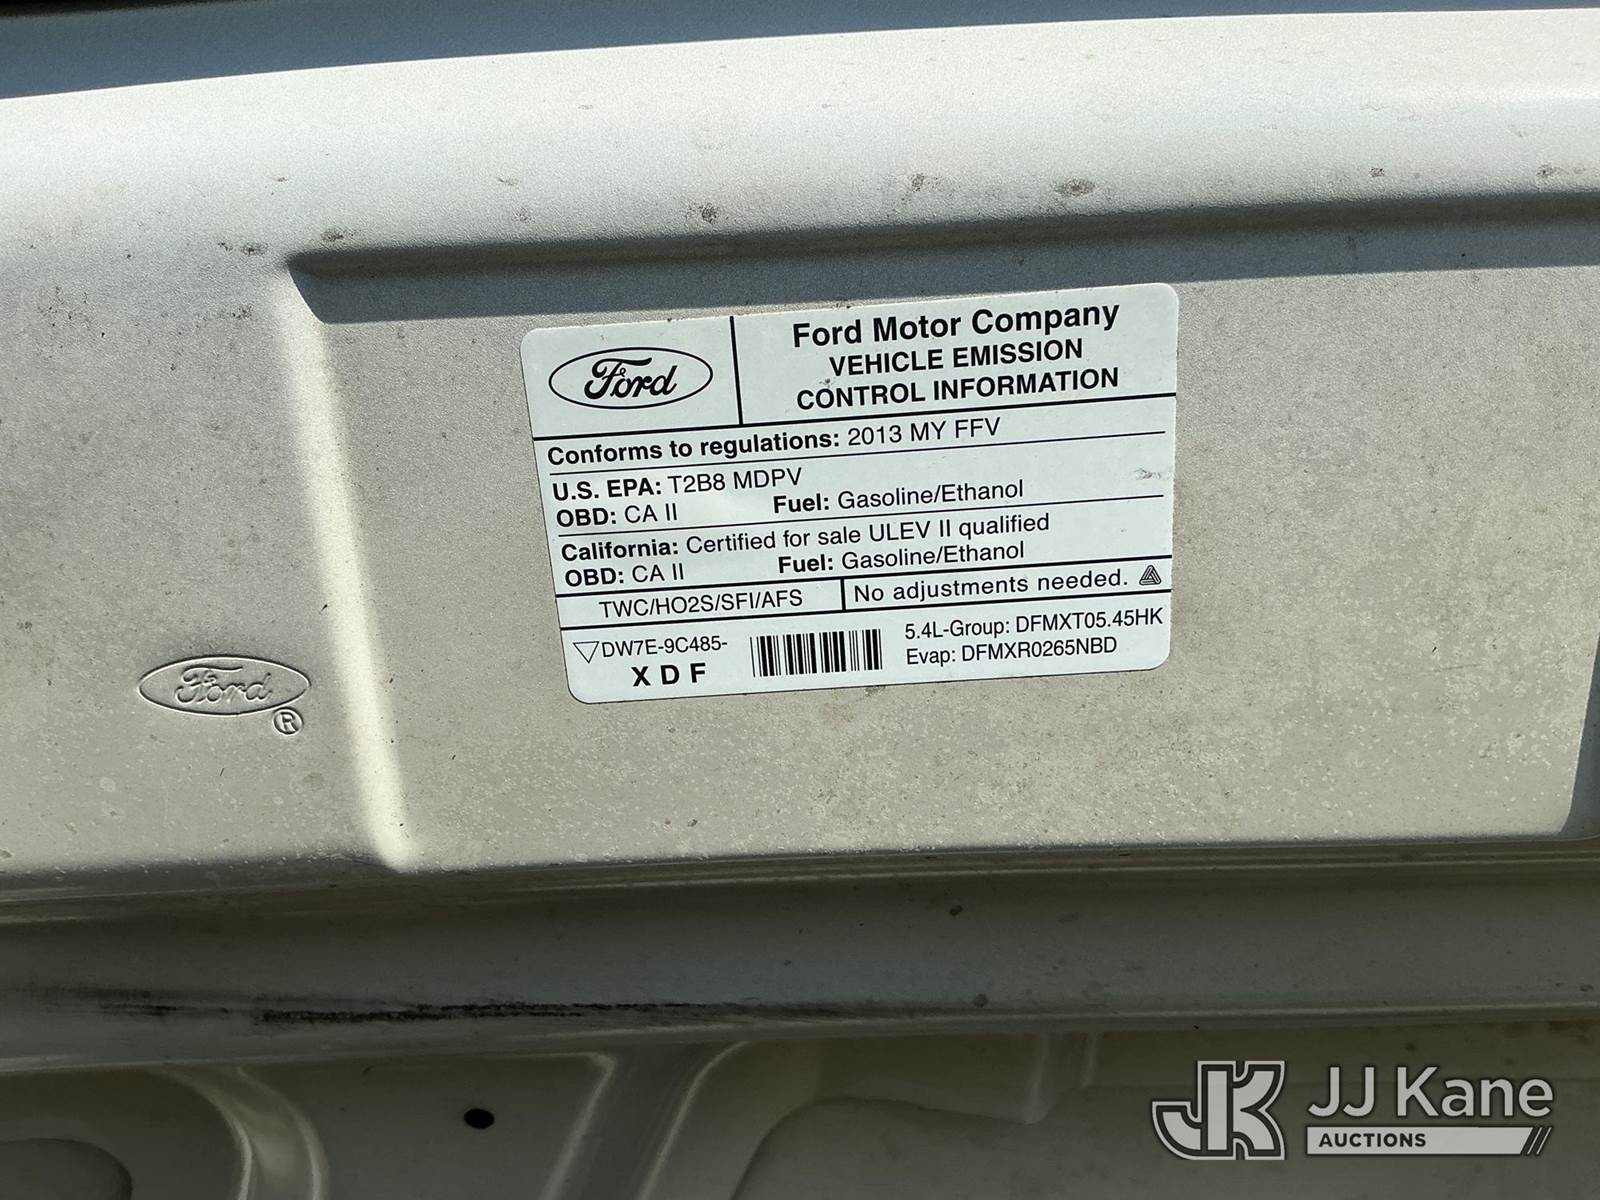 Ford
Ford Motor Company
VEHICLE EMISSION
CONTROL INFORMATION
Conforms to regulations: 2013 MY FFV
U.S. EPA: T2B8 MDPV
OBD: CA II Fuel: Gasoline/Ethanol
California: Certified for sale ULEV II qualified
OBD: CA II Fuel: Gasoline/Ethanol
TWC/HO2S/SFI/AFS
No adjustments needed.
DW7E-9C485-
X D F
5.4L-Group: DFMXT05.45HK
Evap: DFMXR0265NBD
Ford
®
JK JJ Kane
AUCTIONS